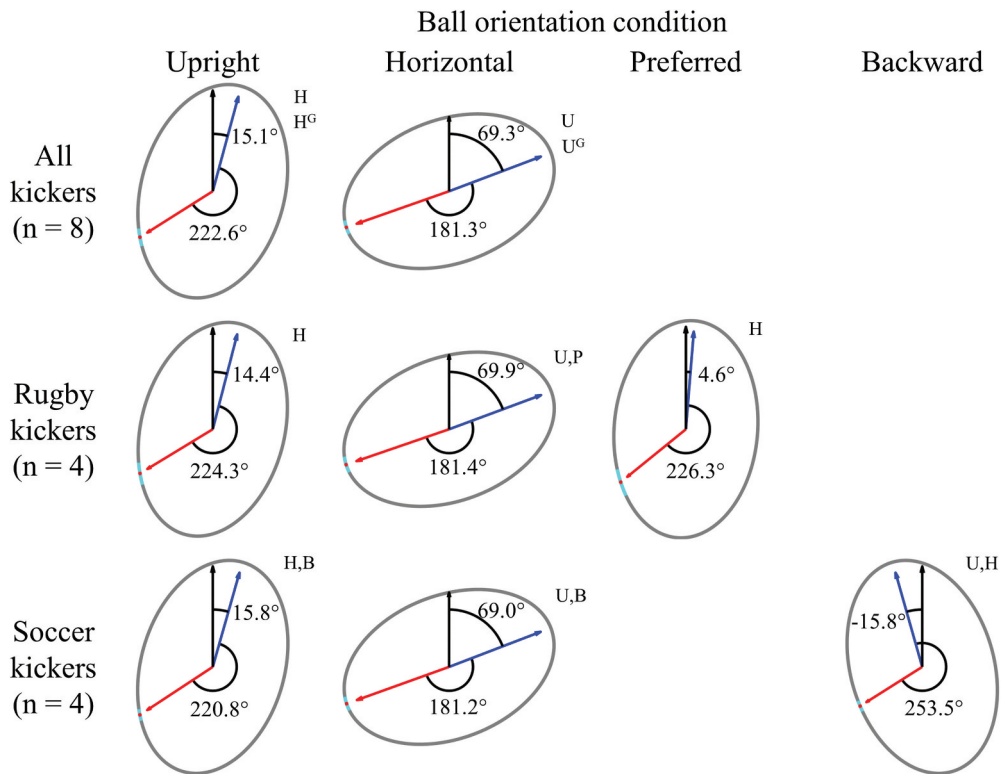 Ball orientation condition
Upright Horizontal Preferred Backward
All
kickers
(n = 8)
H
Hᴳ
15.1°
222.6°
U
Uᴳ
69.3°
181.3°
Rugby
kickers
(n = 4)
H
14.4°
224.3°
U,P
69.9°
181.4°
H
4.6°
226.3°
Soccer
kickers
(n = 4)
H,B
15.8°
220.8°
U,B
69.0°
181.2°
U,H
-15.8°
253.5°